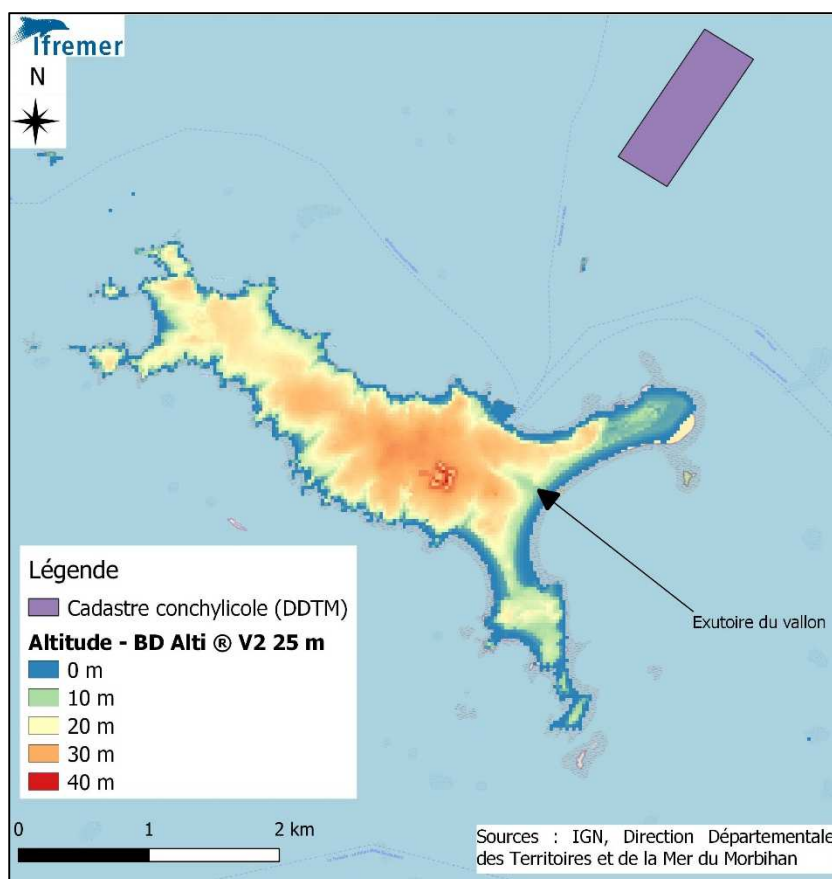 Ifremer
N
Exutoire du vallon
Légende
Cadastre conchylicole (DDTM)
Altitude - BD Alti ® V2 25 m
0 m
10 m
20 m
30 m
40 m
0 1 2 km
Sources : IGN, Direction Départementale
des Territoires et de la Mer du Morbihan